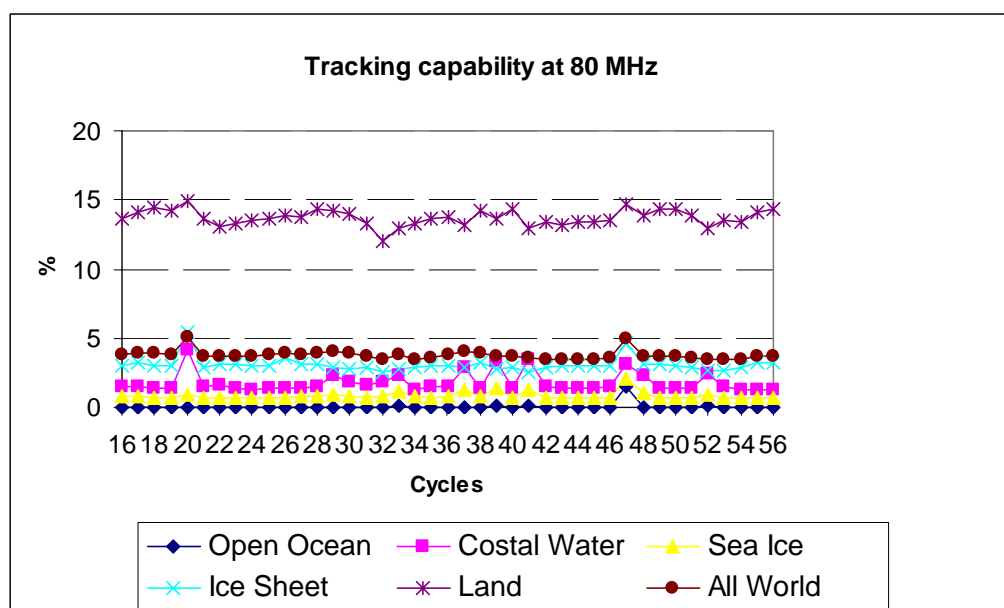 Tracking capability at 80 MHz
20
15
10
5
0
%
16 18 20 22 24 26 28 30 32 34 36 38 40 42 44 46 48 50 52 54 56
Cycles
Open Ocean Costal Water Sea Ice
Ice Sheet Land All World